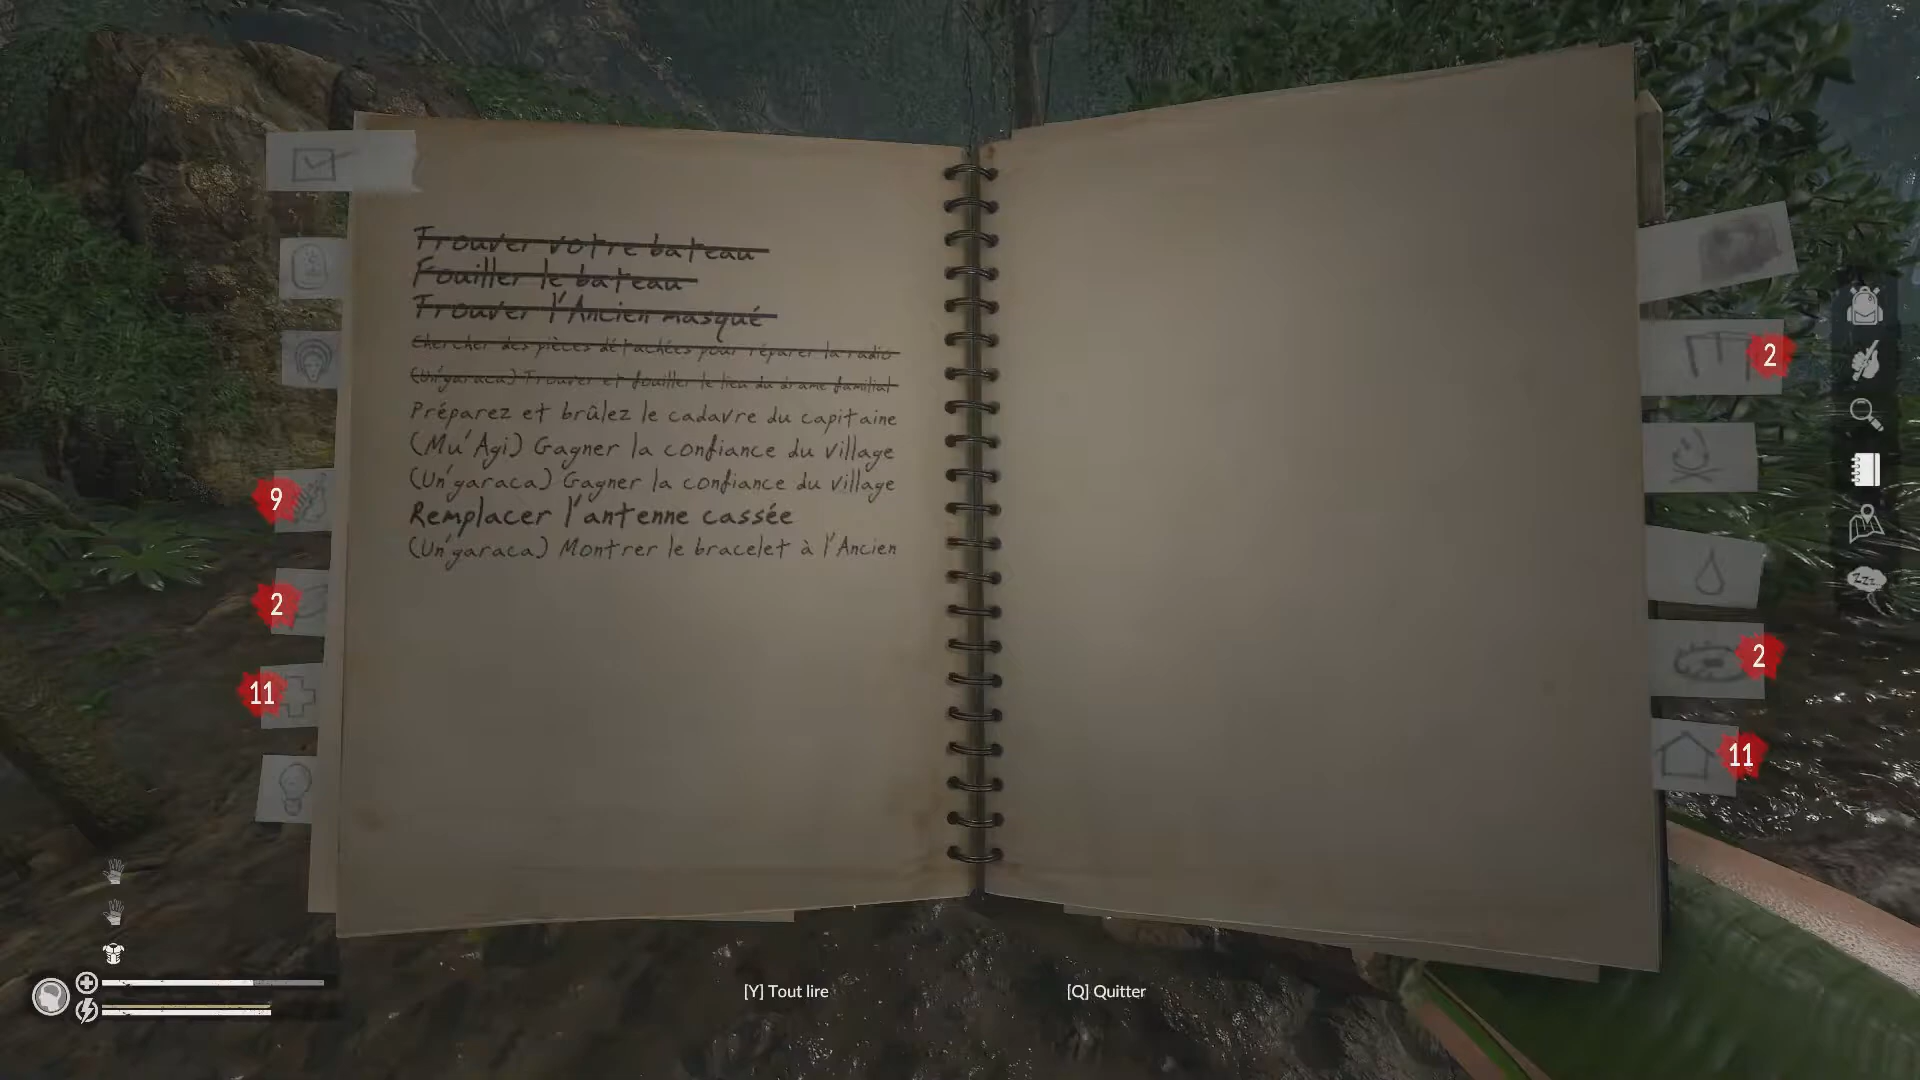 Trouver votre bateau
Fouiller le bateau
Trouver l'Ancien masqué
Chercher des pièces détachées pour réparer la radio
(Un'garaca) Trouver et fouiller le lieu du drame familial
Préparez et brûlez le cadavre du capitaine
(Mu'Agi) Gagner la confiance du village
(Un'garaca) Gagner la confiance du village
Remplacer l'antenne cassée
(Un'garaca) Montrer le bracelet à l'Ancien
9
2
11
2
2
11
zzz
[Y] Tout lire
[Q] Quitter